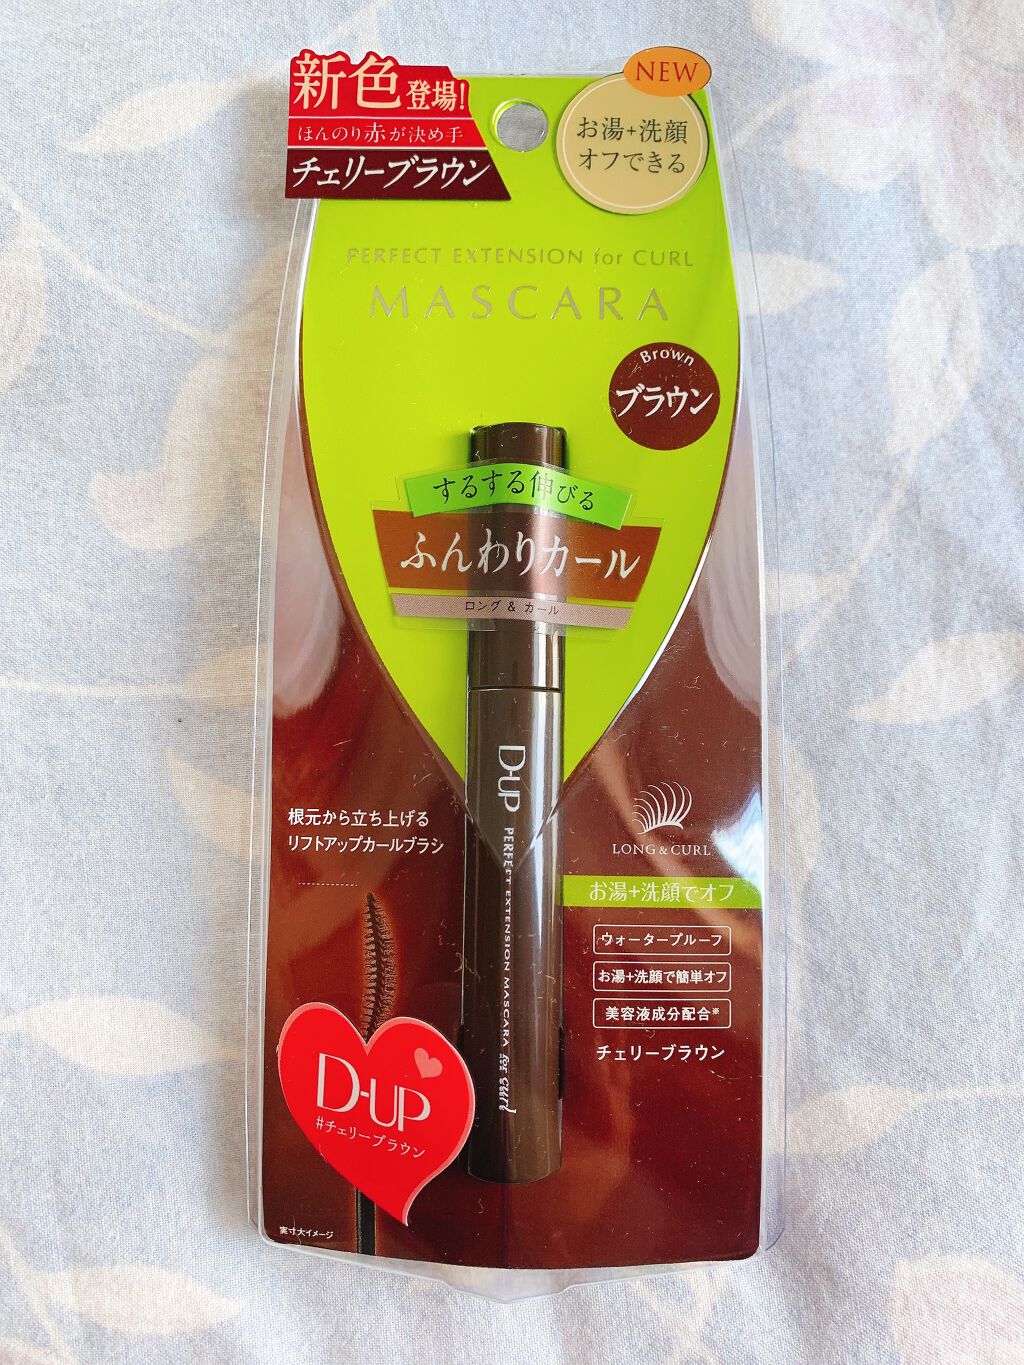 新色登場!
ほんのり赤が決め手
チェリーブラウン
NEW
お湯+洗顔
オフできる
PERFECT EXTENSION for CURL
MASCARA
Brown
ブラウン
するする伸びる
ふんわりカール
ロング & カール
D-UP
PERFECT EXTENSION MASCARA for curl
根元から立ち上げる
リフトアップカールブラシ
LONG & CURL
お湯+洗顔でオフ
ウォータープルーフ
お湯+洗顔で簡単オフ
美容液成分配合※
チェリーブラウン
D-UP
#チェリーブラウン
実寸大イメージ